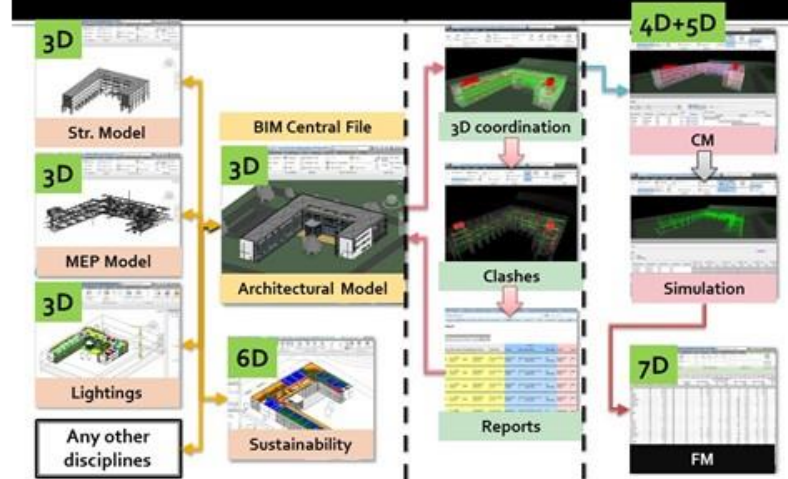 3D
Str. Model
3D
MEP Model
3D
Lightings
Any other
disciplines
BIM Central File
3D
Architectural Model
6D
Sustainability
3D coordination
Clashes
Reports
4D+5D
CM
Simulation
7D
FM